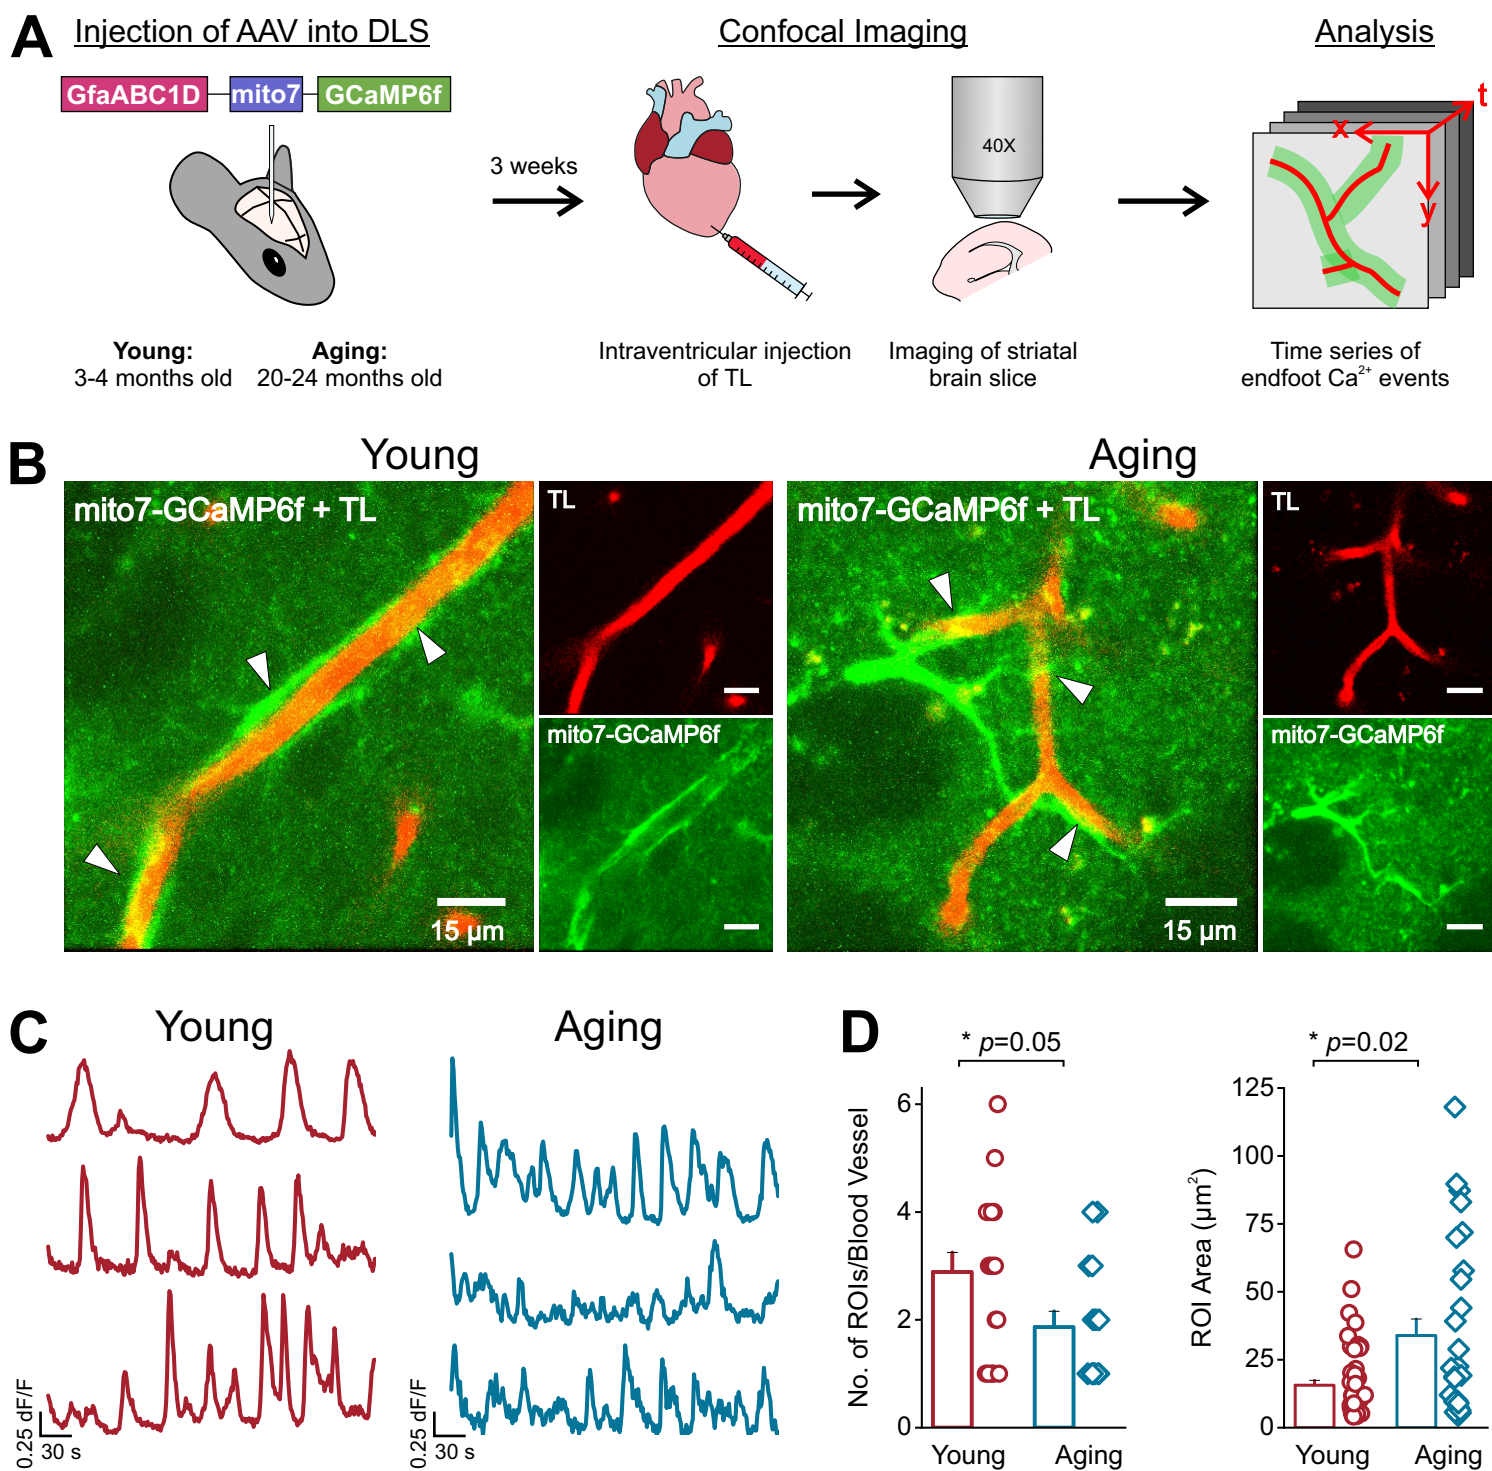 A
Injection of AAV into DLS
Confocal Imaging
Analysis
GfaABC1D
mito7
GCaMP6f
3 weeks
40X
x
t
y
Young:
3-4 months old
Aging:
20-24 months old
Intraventricular injection
of TL
Imaging of striatal
brain slice
Time series of
endfoot Ca²⁺ events
B
Young
Aging
mito7-GCaMP6f + TL
15 µm
TL
mito7-GCaMP6f
mito7-GCaMP6f + TL
15 µm
TL
mito7-GCaMP6f
C
Young
Aging
0.25 dF/F
30 s
0.25 dF/F
30 s
D
* p=0.05
No. of ROIs/Blood Vessel
6
4
2
0
Young
Aging
* p=0.02
ROI Area (µm²)
125
100
75
50
25
0
Young
Aging